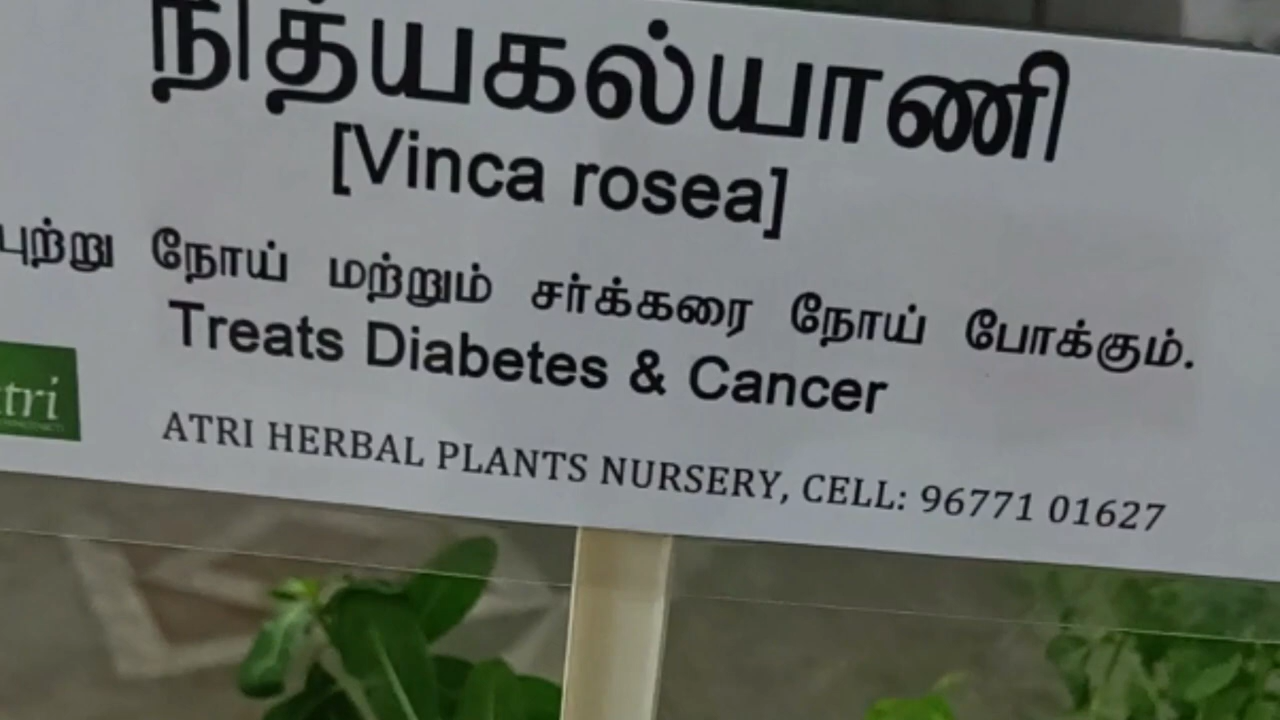 நித்யகல்யாணி
[Vinca rosea]
புற்று நோய் மற்றும் சர்க்கரை நோய் போக்கும்.
Treats Diabetes & Cancer
ATRI HERBAL PLANTS NURSERY, CELL: 96771 01627